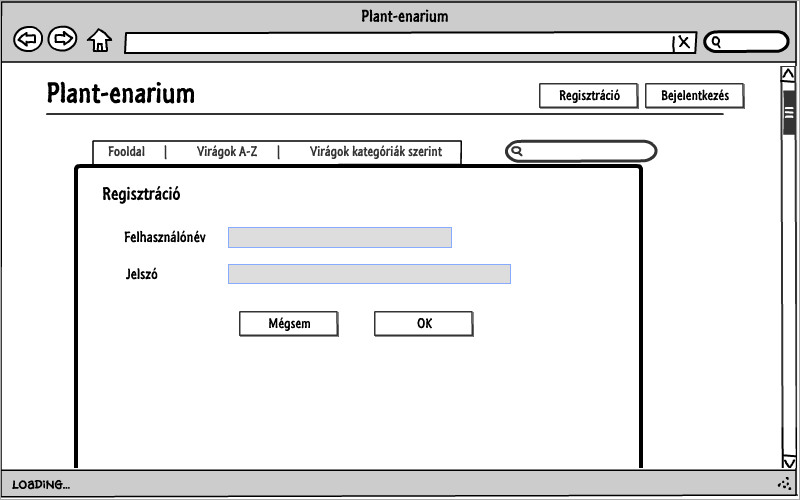 Plant-enarium
X
Plant-enarium
Regisztráció
Bejelentkezés
Fooldal | Virágok A-Z | Virágok kategóriák szerint
Regisztráció
Felhasználónév
Jelszó
Mégsem
OK
LOADING...